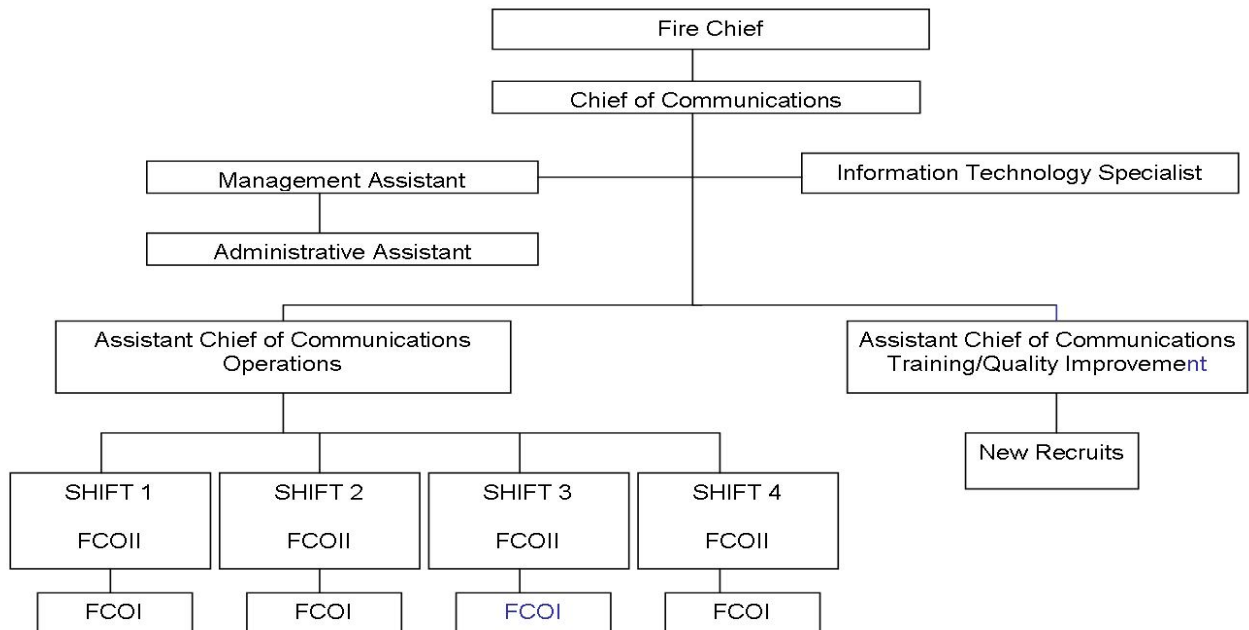 Fire Chief
Chief of Communications
Management Assistant
Information Technology Specialist
Administrative Assistant
Assistant Chief of Communications
Operations
Assistant Chief of Communications
Training/Quality Improvement
New Recruits
SHIFT 1
FCOII
SHIFT 2
FCOII
SHIFT 3
FCOII
SHIFT 4
FCOII
FCOI
FCOI
FCOI
FCOI